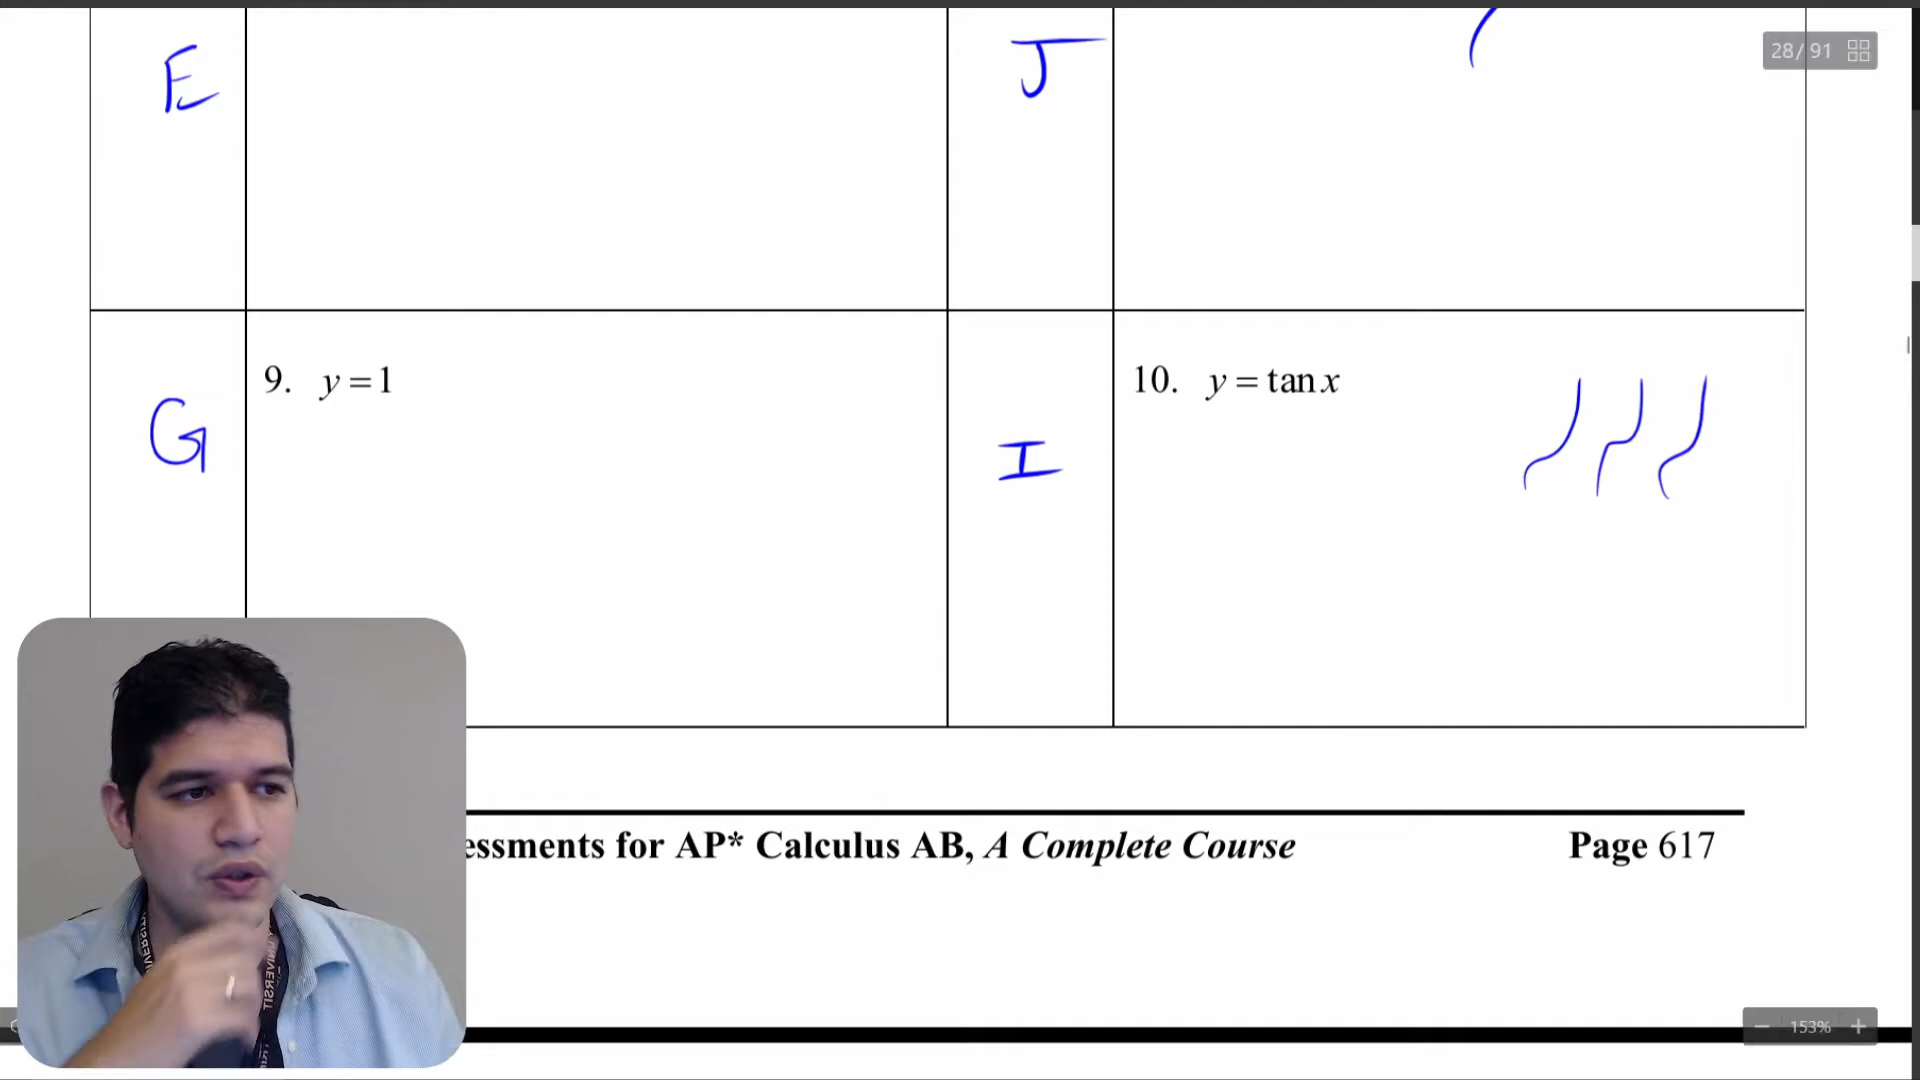 28/91
E
J
9. y = 1
10. y = tan x
G
I
essments for AP* Calculus AB, A Complete Course
Page 617
153%